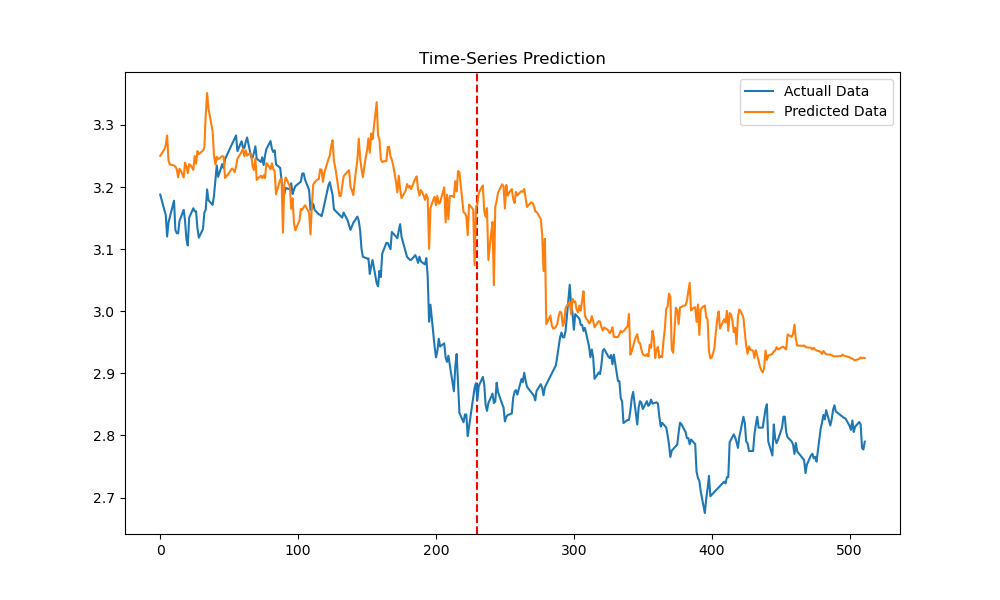 Time-Series Prediction
Actuall Data
Predicted Data
3.3
3.2
3.1
3.0
2.9
2.8
2.7
0 100 200 300 400 500